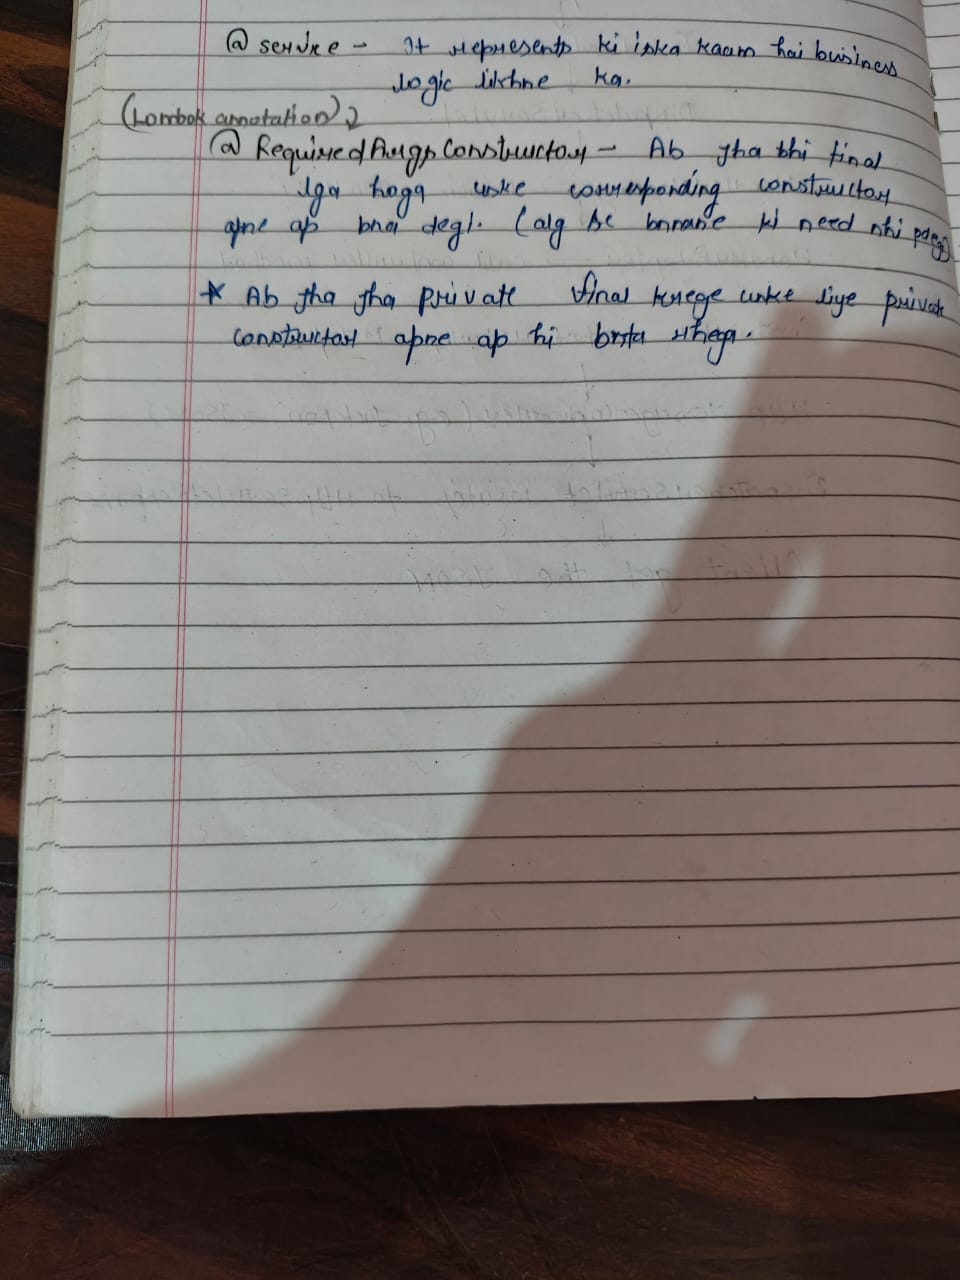 @ service - It represents ki iska kaam hai business
logic likhne ka.
(Lombok annotation)
@ RequiredArgsConstructor - Ab jha bhi final
lga hoga uske corresponding constructor
apne ap bna degi. (alg se bnane ki need nhi padegi)
* Ab jha jha private final krege unke liye private
constructor apne ap hi bnta rhega.